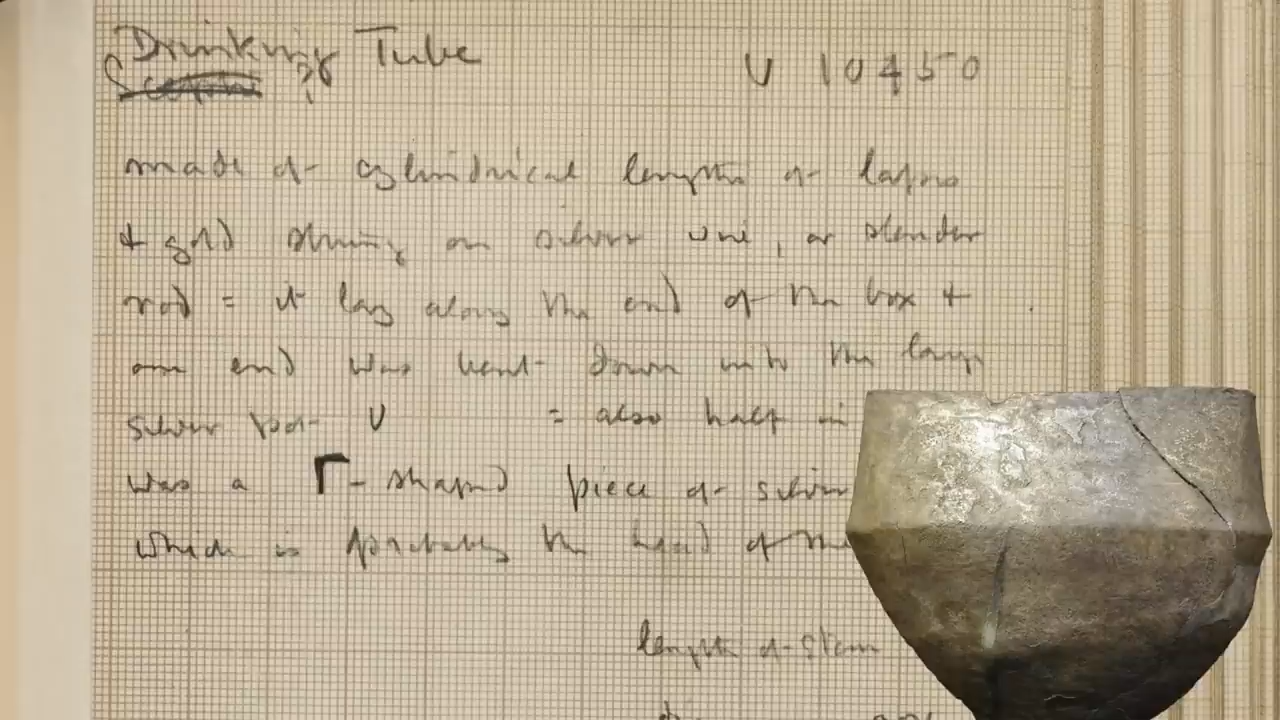 Drinking Tube U 10450
Sceptre ?
made of cylindrical lengths of lapis
& gold strung on silver wire, or slender
rod = it lay along the end of the box &
one end was bent down into the large
silver pot U = also half in
was a Γ-shaped piece of silver
which is probably the head of the
length of stem